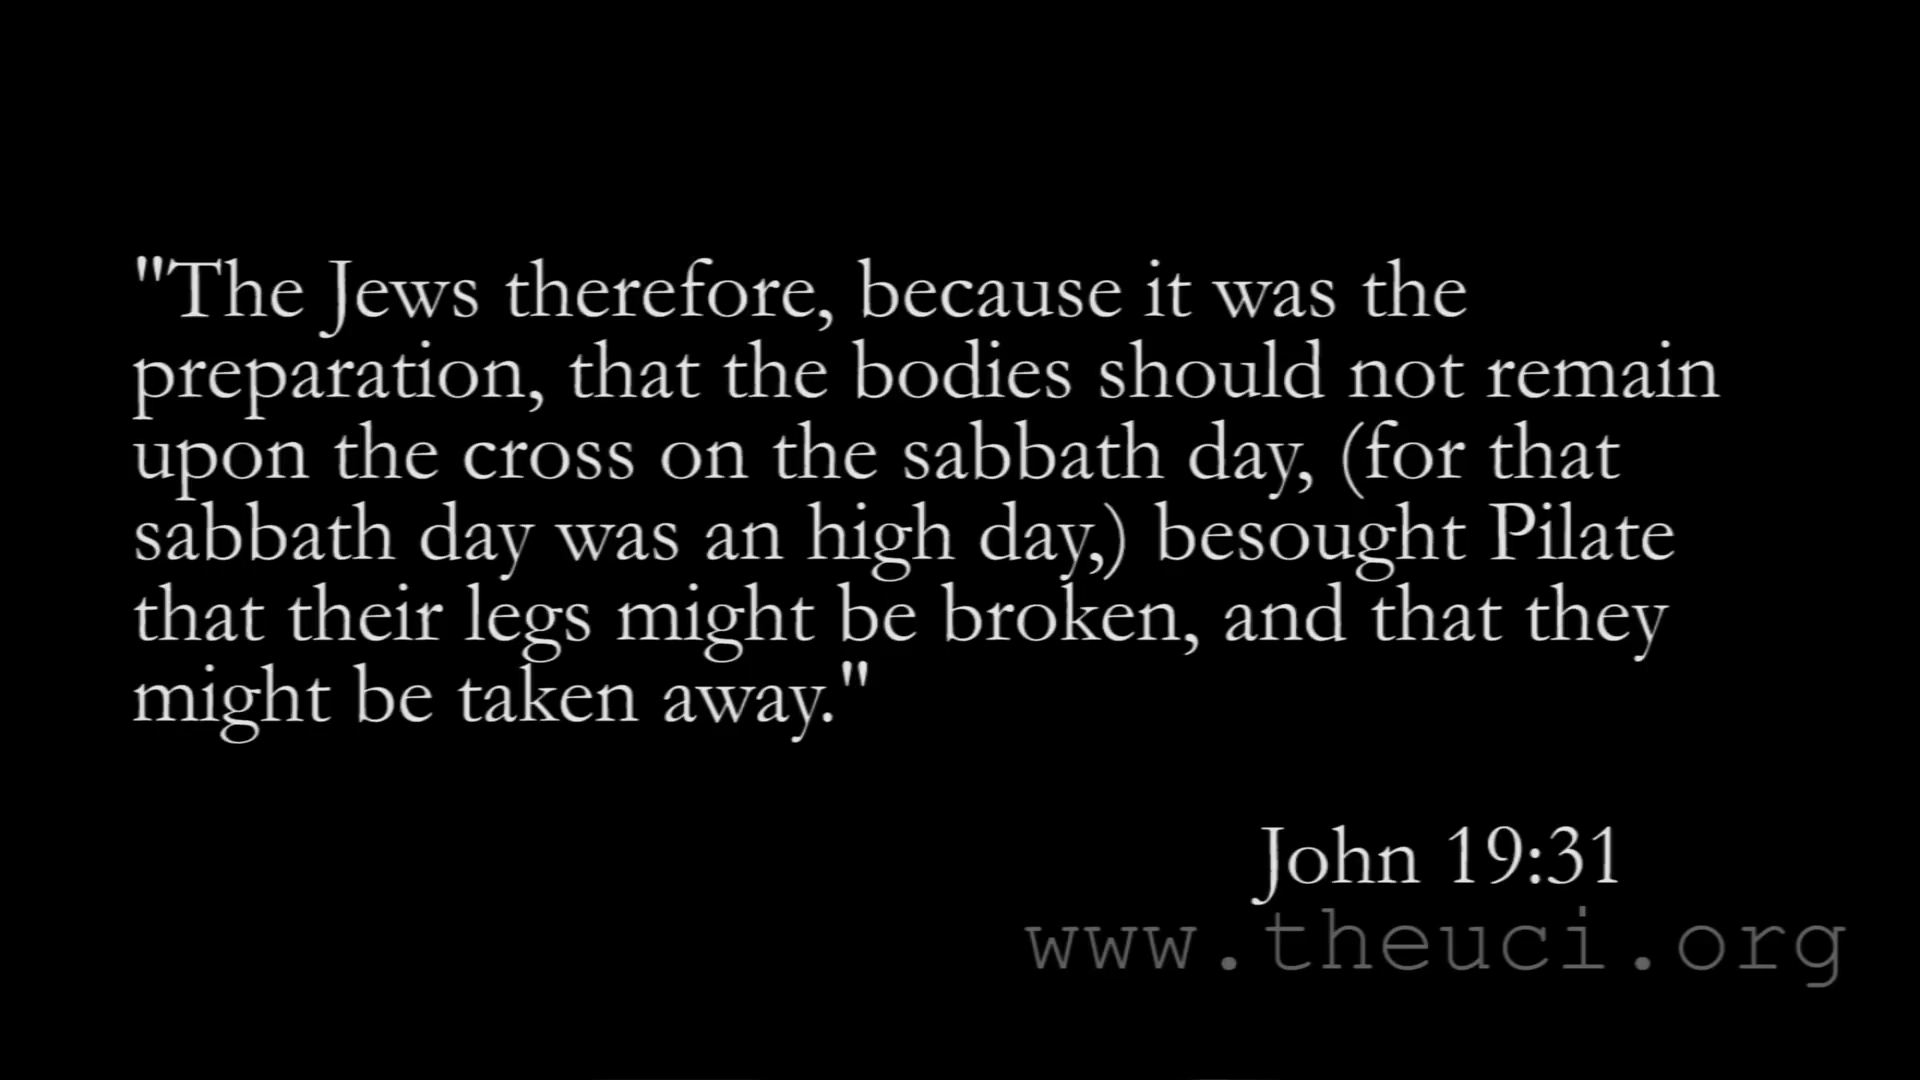 "The Jews therefore, because it was the
preparation, that the bodies should not remain
upon the cross on the sabbath day, (for that
sabbath day was an high day,) besought Pilate
that their legs might be broken, and that they
might be taken away."
John 19:31
www.theuci.org